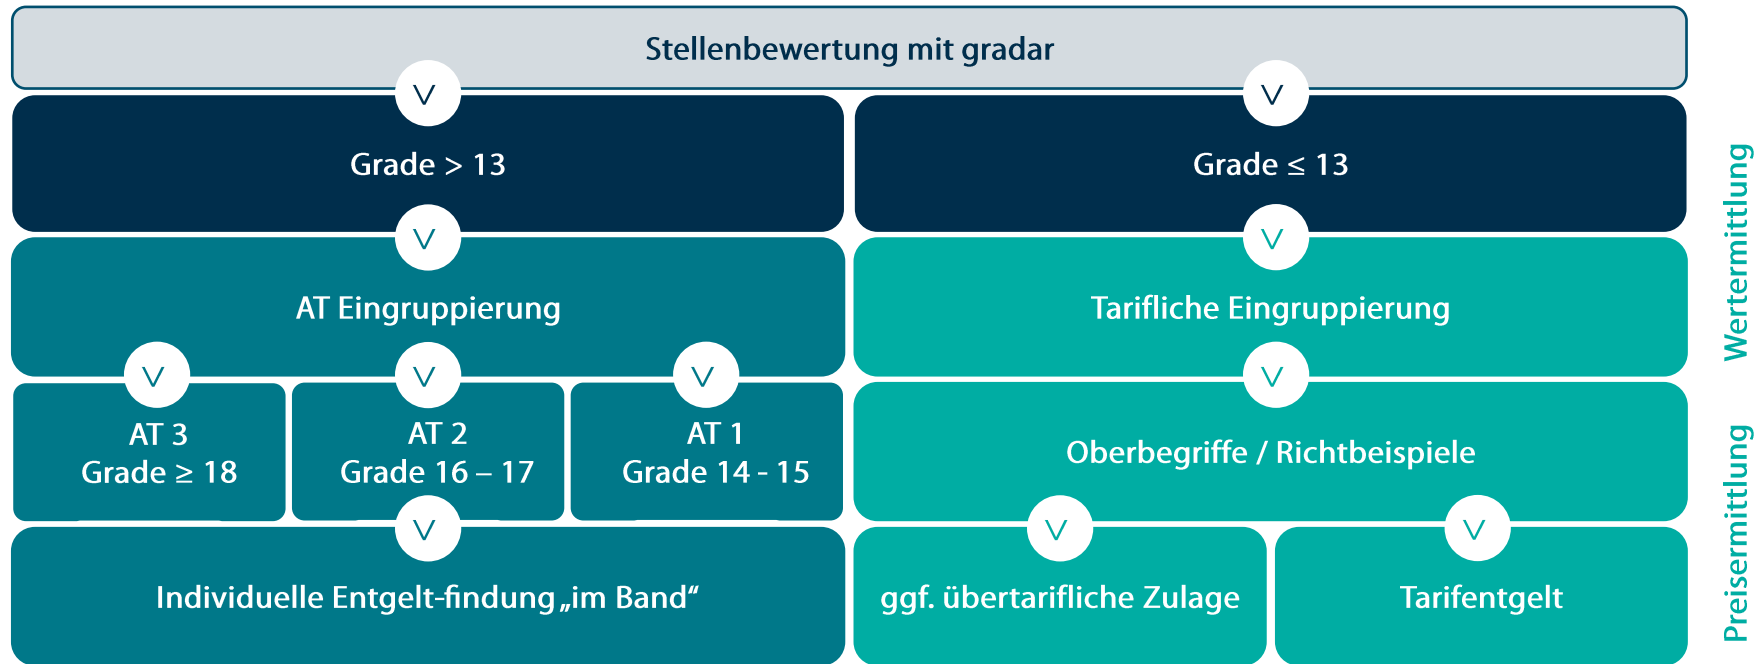 Stellenbewertung mit gradar
Grade > 13
Grade ≤ 13
AT Eingruppierung
Tarifliche Eingruppierung
AT 3
Grade ≥ 18
AT 2
Grade 16 – 17
AT 1
Grade 14 - 15
Oberbegriffe / Richtbeispiele
Individuelle Entgelt-findung „im Band“
ggf. übertarifliche Zulage
Tarifentgelt
Wertermittlung
Preisermittlung